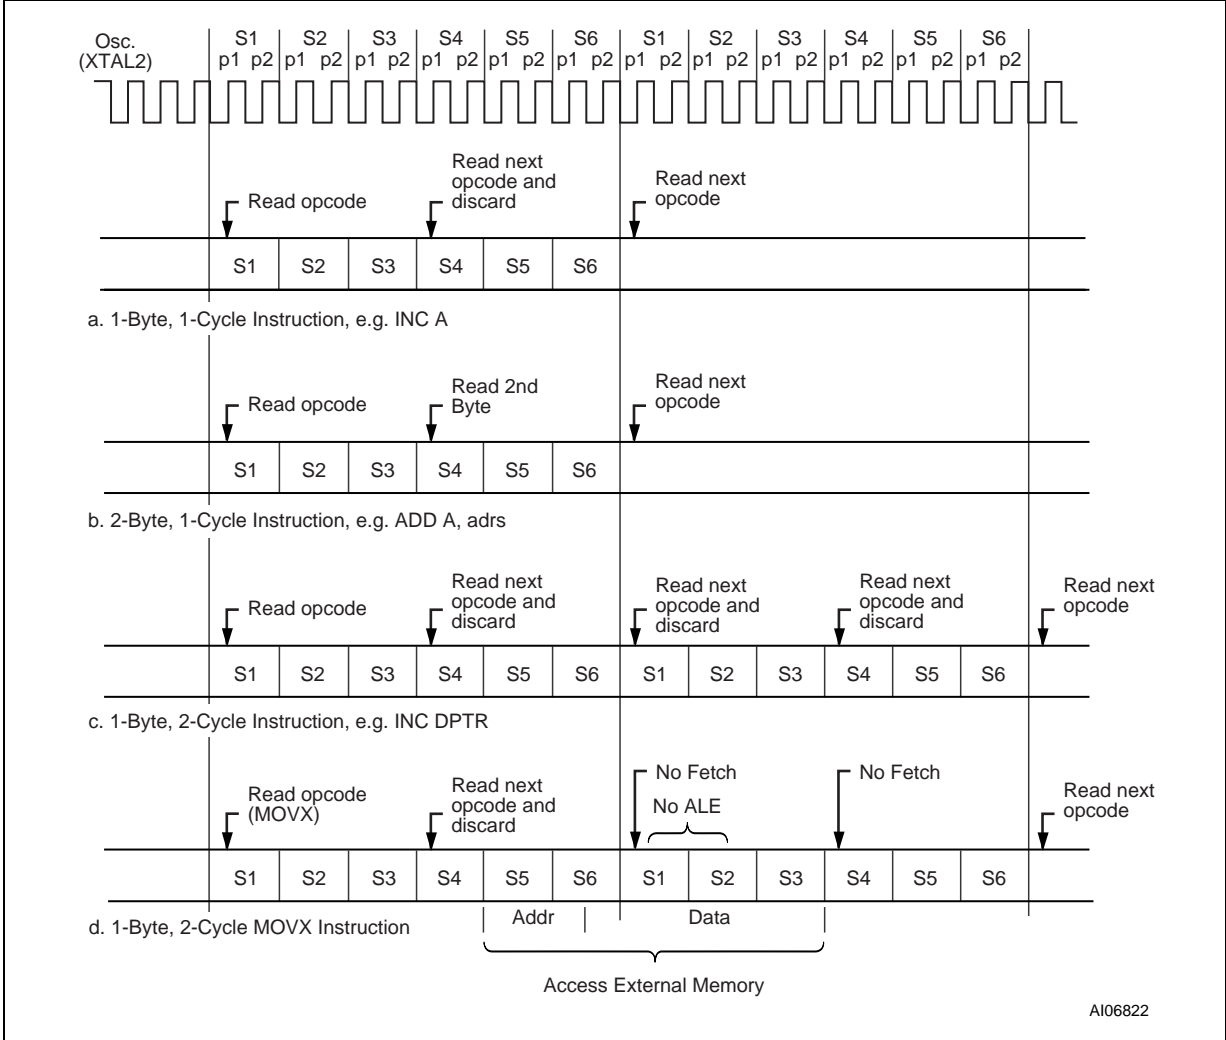 Osc.
(XTAL2)
S1 S2 S3 S4 S5 S6 S1 S2 S3 S4 S5 S6
p1 p2 p1 p2 p1 p2 p1 p2 p1 p2 p1 p2 p1 p2 p1 p2 p1 p2 p1 p2 p1 p2 p1 p2
Read opcode
Read next
opcode and
discard
Read next
opcode
S1 S2 S3 S4 S5 S6
a. 1-Byte, 1-Cycle Instruction, e.g. INC A
Read opcode
Read 2nd
Byte
Read next
opcode
S1 S2 S3 S4 S5 S6
b. 2-Byte, 1-Cycle Instruction, e.g. ADD A, adrs
Read opcode
Read next
opcode and
discard
Read next
opcode and
discard
Read next
opcode and
discard
Read next
opcode
S1 S2 S3 S4 S5 S6 S1 S2 S3 S4 S5 S6
c. 1-Byte, 2-Cycle Instruction, e.g. INC DPTR
Read opcode
(MOVX)
Read next
opcode and
discard
No Fetch
No ALE
No Fetch
Read next
opcode
S1 S2 S3 S4 S5 S6 S1 S2 S3 S4 S5 S6
d. 1-Byte, 2-Cycle MOVX Instruction
Addr
Data
Access External Memory
AI06822